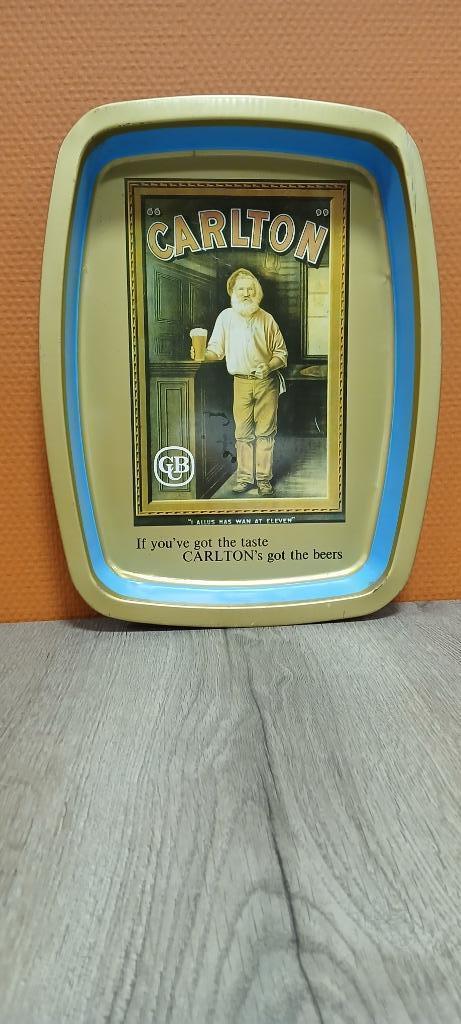 "CARLTON"
CUB
"I ALLUS HAS WAN AT ELEVEN"
If you've got the taste
CARLTON's got the beers